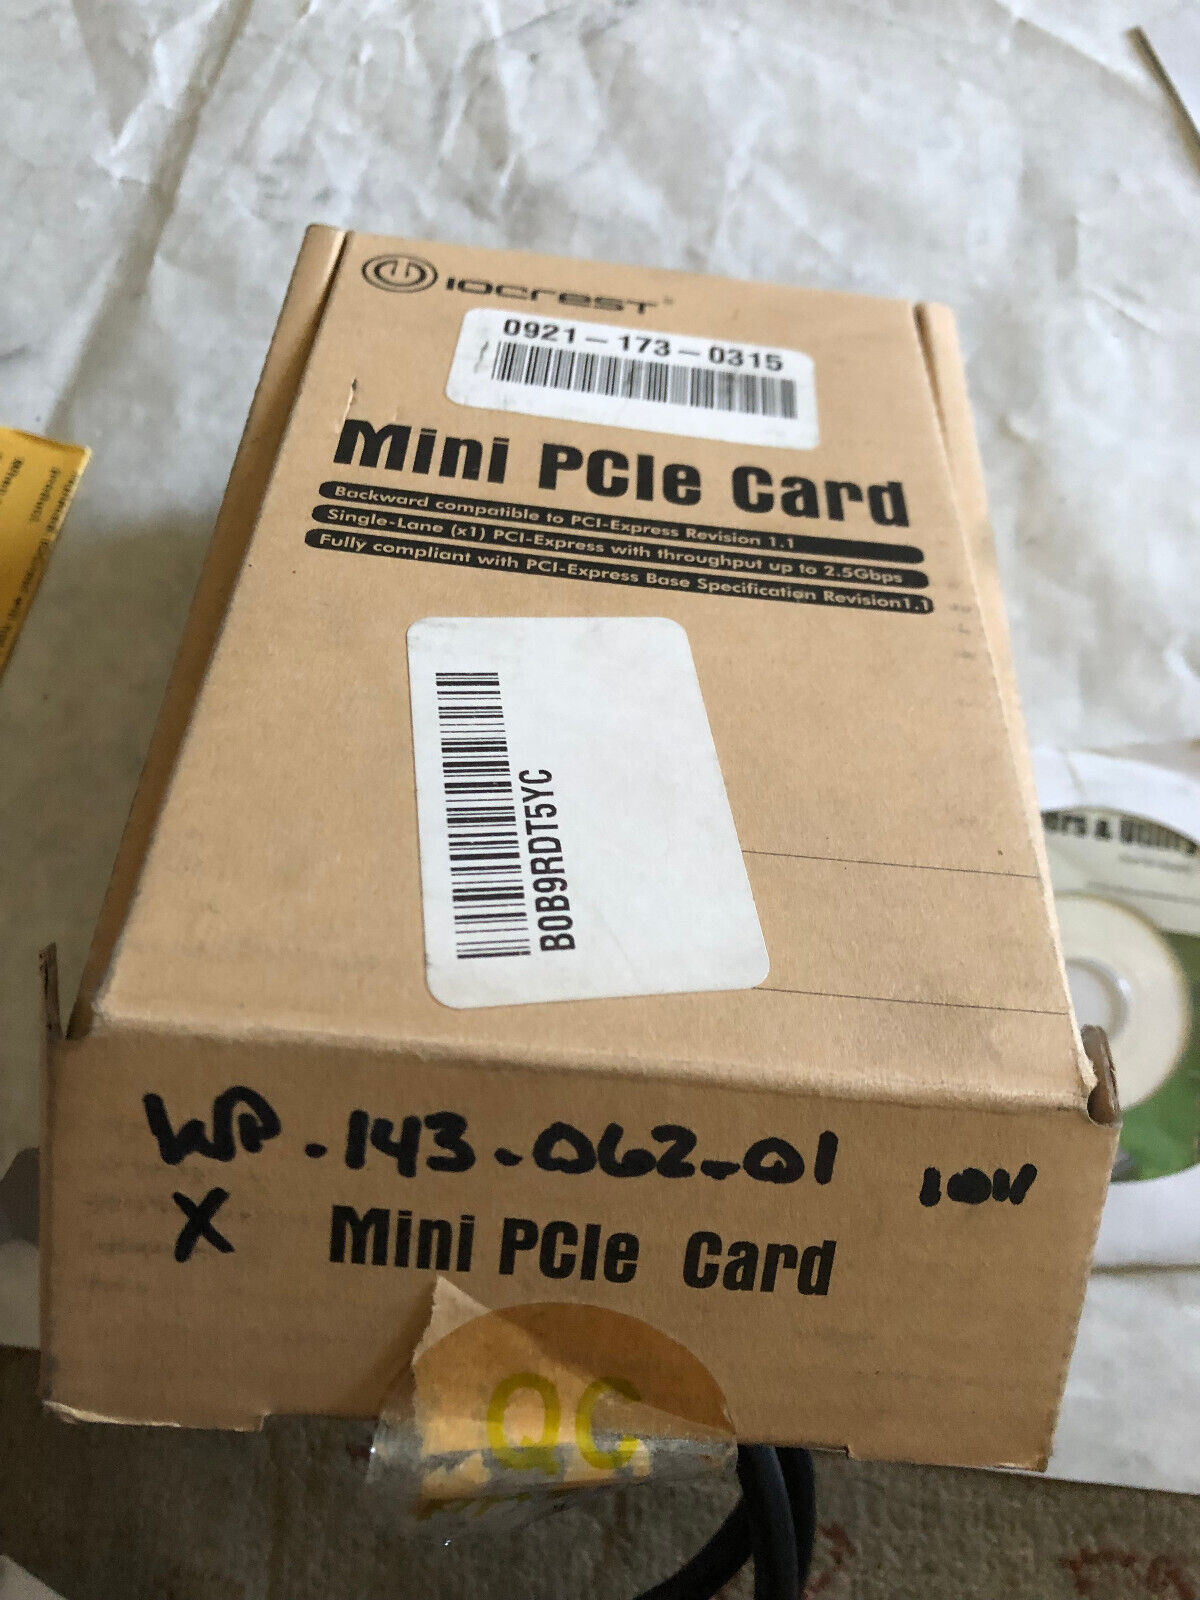 IOCREST
0921-173-0315
Mini PCIe Card
Backward compatible to PCI-Express Revision 1.1
Single-Lane (x1) PCI-Express with throughput up to 2.5Gbps
Fully compliant with PCI-Express Base Specification Revision1.1
B0B9RDT5YC
WP.143.062.01
X
Mini PCIe Card
QC
& Utility